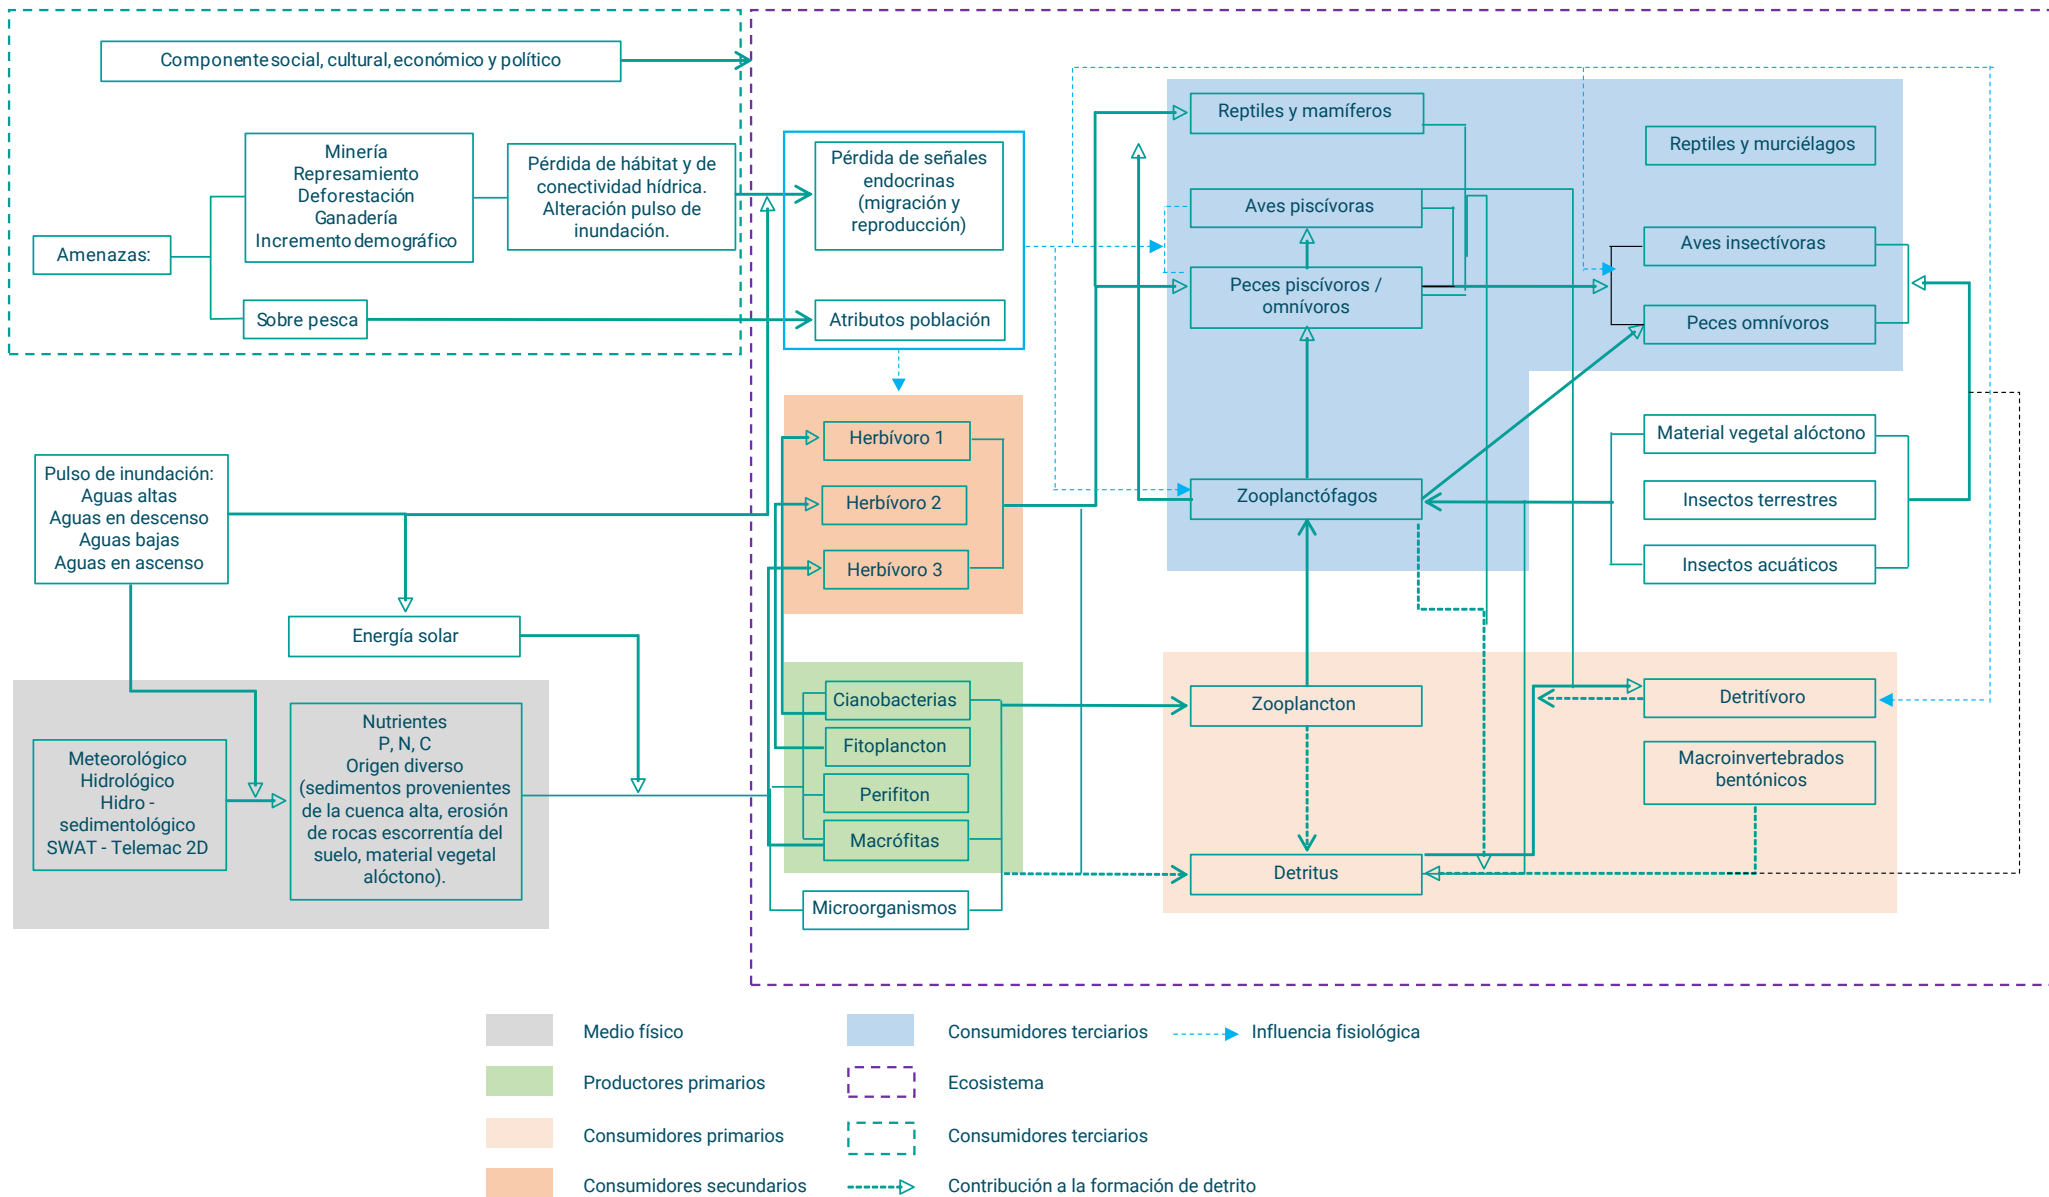 Componente social, cultural, económico y político
Amenazas:
Minería
Represamiento
Deforestación
Ganadería
Incremento demográfico
Pérdida de hábitat y de
conectividad hídrica.
Alteración pulso de
inundación.
Sobre pesca
Pérdida de señales
endocrinas
(migración y
reproducción)
Atributos población
Reptiles y mamíferos
Reptiles y murciélagos
Aves piscívoras
Aves insectívoras
Peces piscívoros /
omnívoros
Peces omnívoros
Herbívoro 1
Herbívoro 2
Herbívoro 3
Zooplanctófagos
Material vegetal alóctono
Insectos terrestres
Insectos acuáticos
Pulso de inundación:
Aguas altas
Aguas en descenso
Aguas bajas
Aguas en ascenso
Energía solar
Meteorológico
Hidrológico
Hidro -
sedimentológico
SWAT - Telemac 2D
Nutrientes
P, N, C
Origen diverso
(sedimentos provenientes
de la cuenca alta, erosión
de rocas escorrentía del
suelo, material vegetal
alóctono).
Cianobacterias
Fitoplancton
Perifiton
Macrófitas
Microorganismos
Zooplancton
Detritus
Detritívoro
Macroinvertebrados
bentónicos
Medio físico
Productores primarios
Consumidores primarios
Consumidores secundarios
Consumidores terciarios
Ecosistema
Consumidores terciarios
Contribución a la formación de detrito
Influencia fisiológica